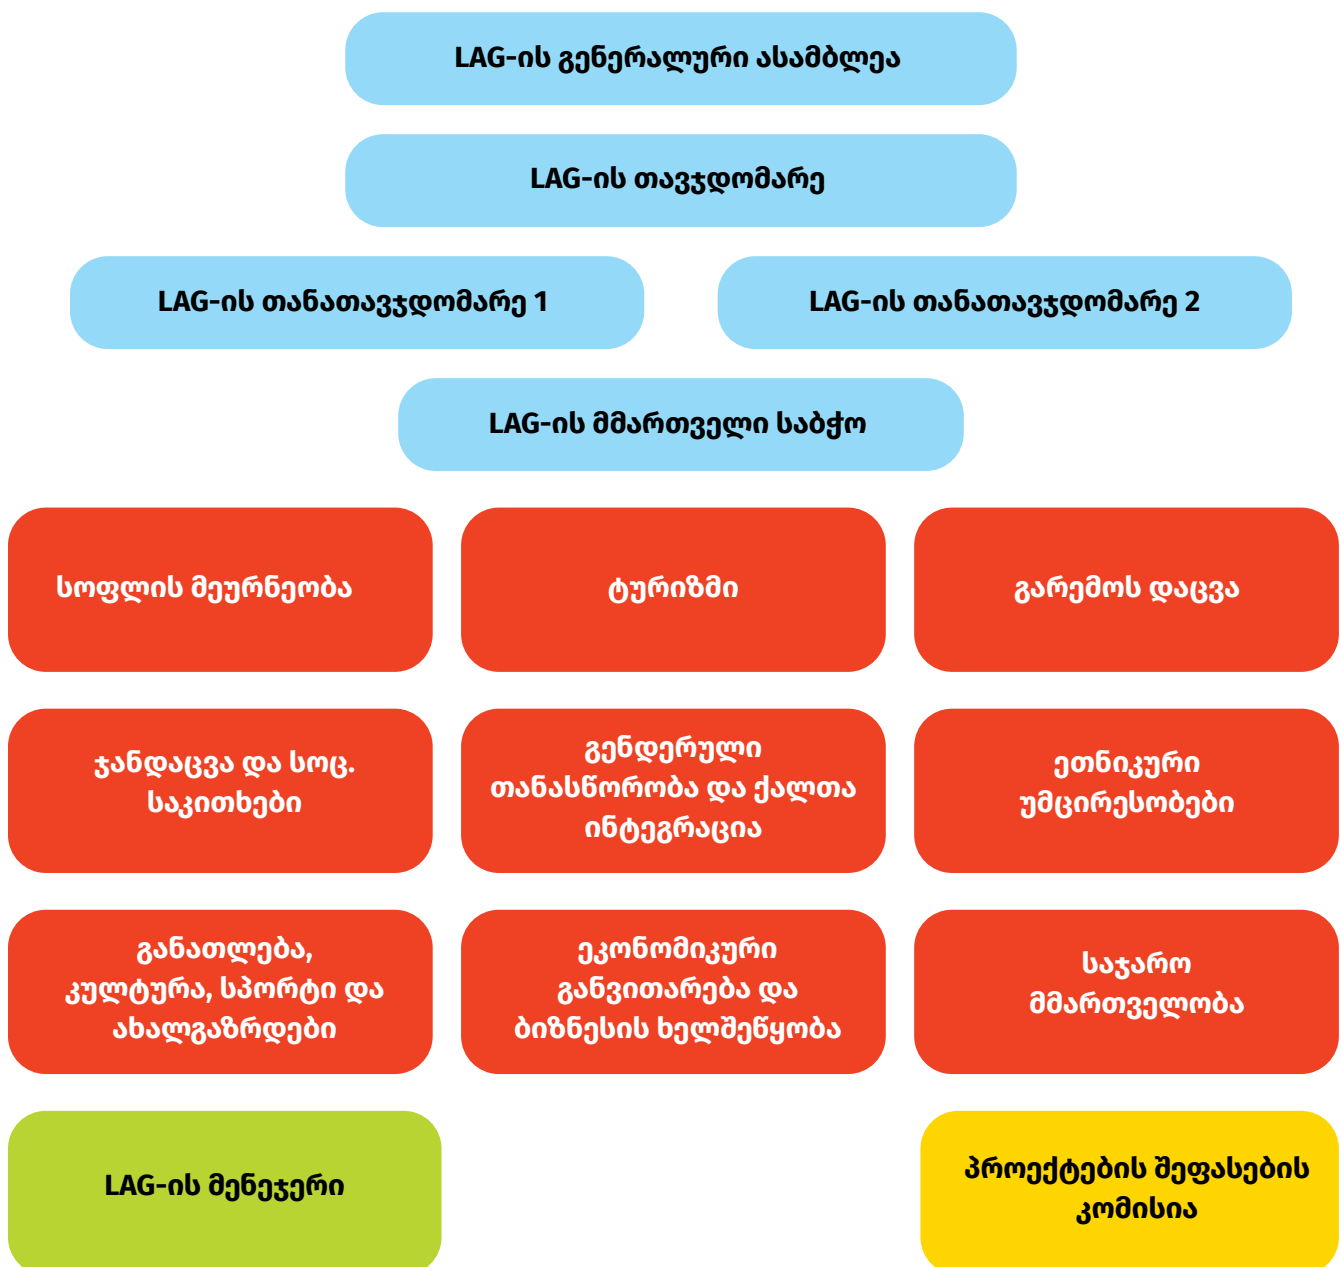 LAG-ის გენერალური ასამბლეა
LAG-ის თავჯდომარე
LAG-ის თანათავჯდომარე 1
LAG-ის თანათავჯდომარე 2
LAG-ის მმართველი საბჭო
სოფლის მეურნეობა
ტურიზმი
გარემოს დაცვა
ჯანდაცვა და სოც.
საკითხები
გენდერული
თანასწორობა და ქალთა
ინტეგრაცია
ეთნიკური
უმცირესობები
განათლება,
კულტურა, სპორტი და
ახალგაზრდები
ეკონომიკური
განვითარება და
ბიზნესის ხელშეწყობა
საჯარო
მმართველობა
LAG-ის მენეჯერი
პროექტების შეფასების
კომისია